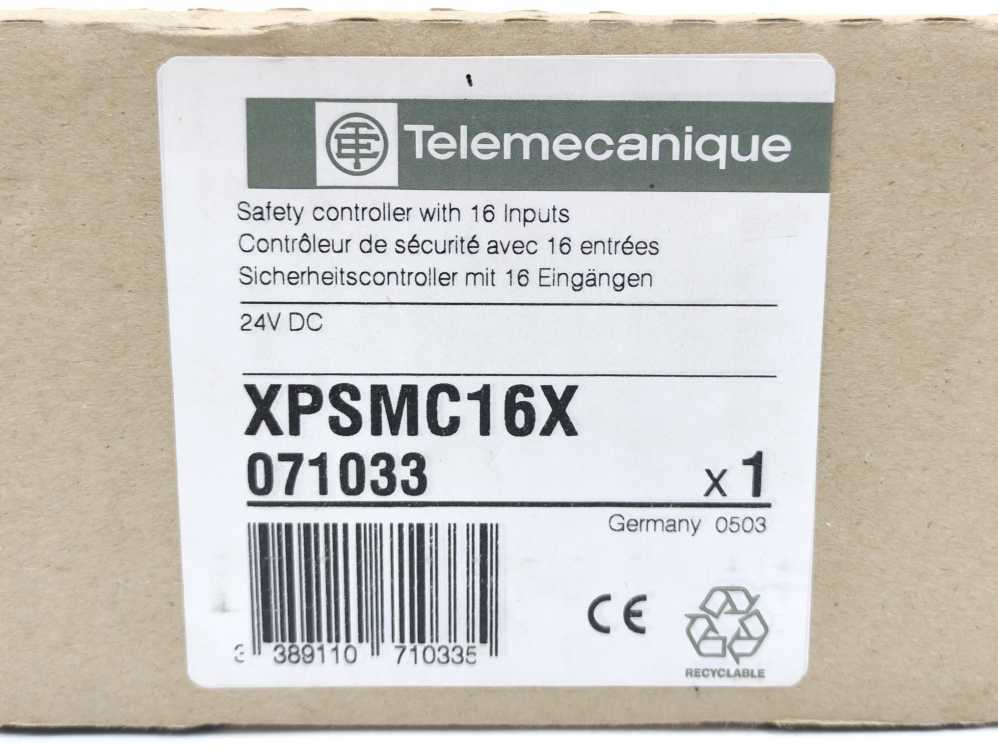 Telemecanique
Safety controller with 16 Inputs
Contrôleur de sécurité avec 16 entrées
Sicherheitscontroller mit 16 Eingängen
24V DC
XPSMC16X
071033 x 1
Germany 0503
CE
3 389110 710335
RECYCLABLE